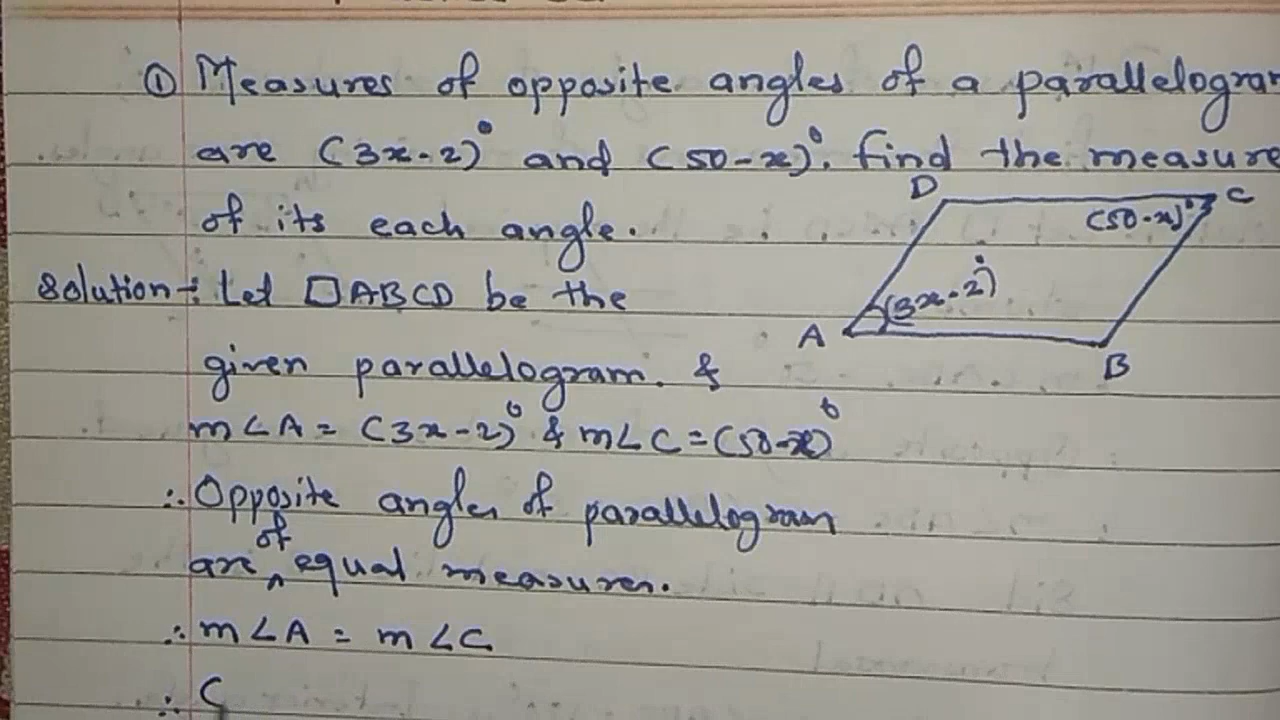 ① Measures of opposite angles of a parallelogram
are (3x-2)° and (50-x)°. find the measure
of its each angle.
D
C
(50-x)°
(3x-2)°
A
B
Solution -: Let □ABCD be the
given parallelogram. &
m∠A = (3x-2)° & m∠C = (50-x)°
∴ Opposite angles of parallelogram
are of equal measures.
∴ m∠A = m∠C
∴ C